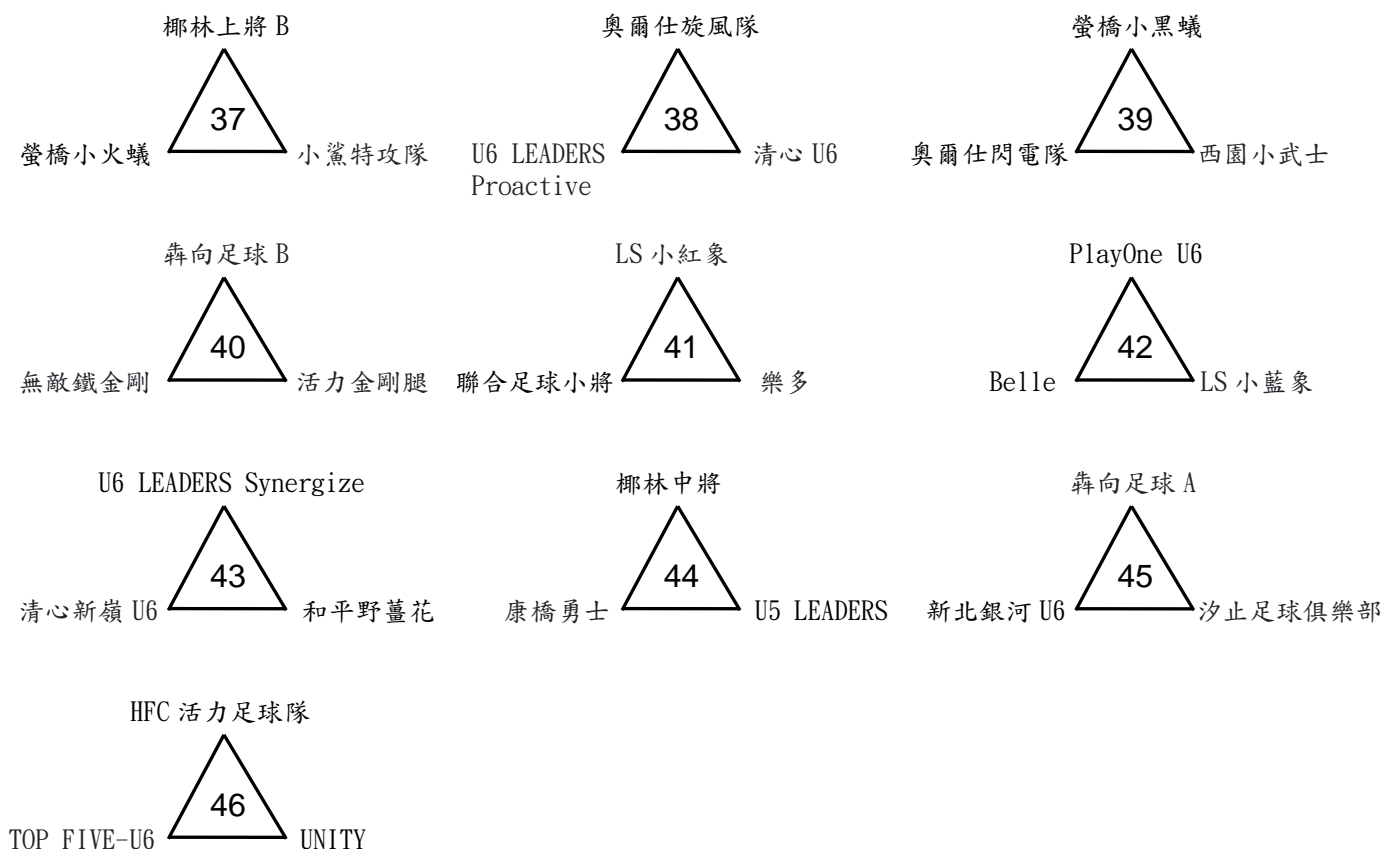 椰林上將 B
奧爾仕旋風隊
螢橋小黑蟻
37
38
39
螢橋小火蟻
小鯊特攻隊
U6 LEADERS
Proactive
清心 U6
奧爾仕閃電隊
西園小武士
犇向足球 B
LS 小紅象
PlayOne U6
40
41
42
無敵鐵金剛
活力金剛腿
聯合足球小將
樂多
Belle
LS 小藍象
U6 LEADERS Synergize
椰林中將
犇向足球 A
43
44
45
清心新嶺 U6
和平野薑花
康橋勇士
U5 LEADERS
新北銀河 U6
汐止足球俱樂部
HFC 活力足球隊
46
TOP FIVE-U6
UNITY